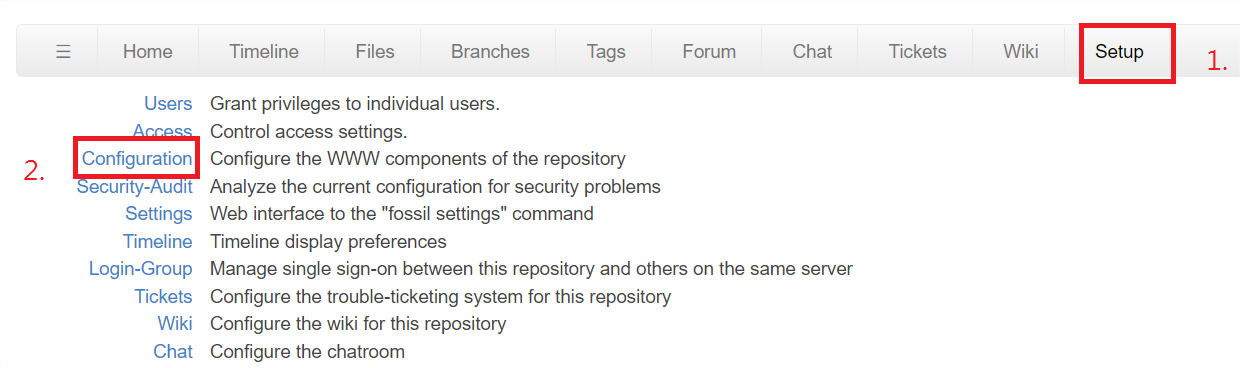 ☰ Home Timeline Files Branches Tags Forum Chat Tickets Wiki Setup 1.
Users Grant privileges to individual users.
Access Control access settings.
2. Configuration Configure the WWW components of the repository
Security-Audit Analyze the current configuration for security problems
Settings Web interface to the "fossil settings" command
Timeline Timeline display preferences
Login-Group Manage single sign-on between this repository and others on the same server
Tickets Configure the trouble-ticketing system for this repository
Wiki Configure the wiki for this repository
Chat Configure the chatroom